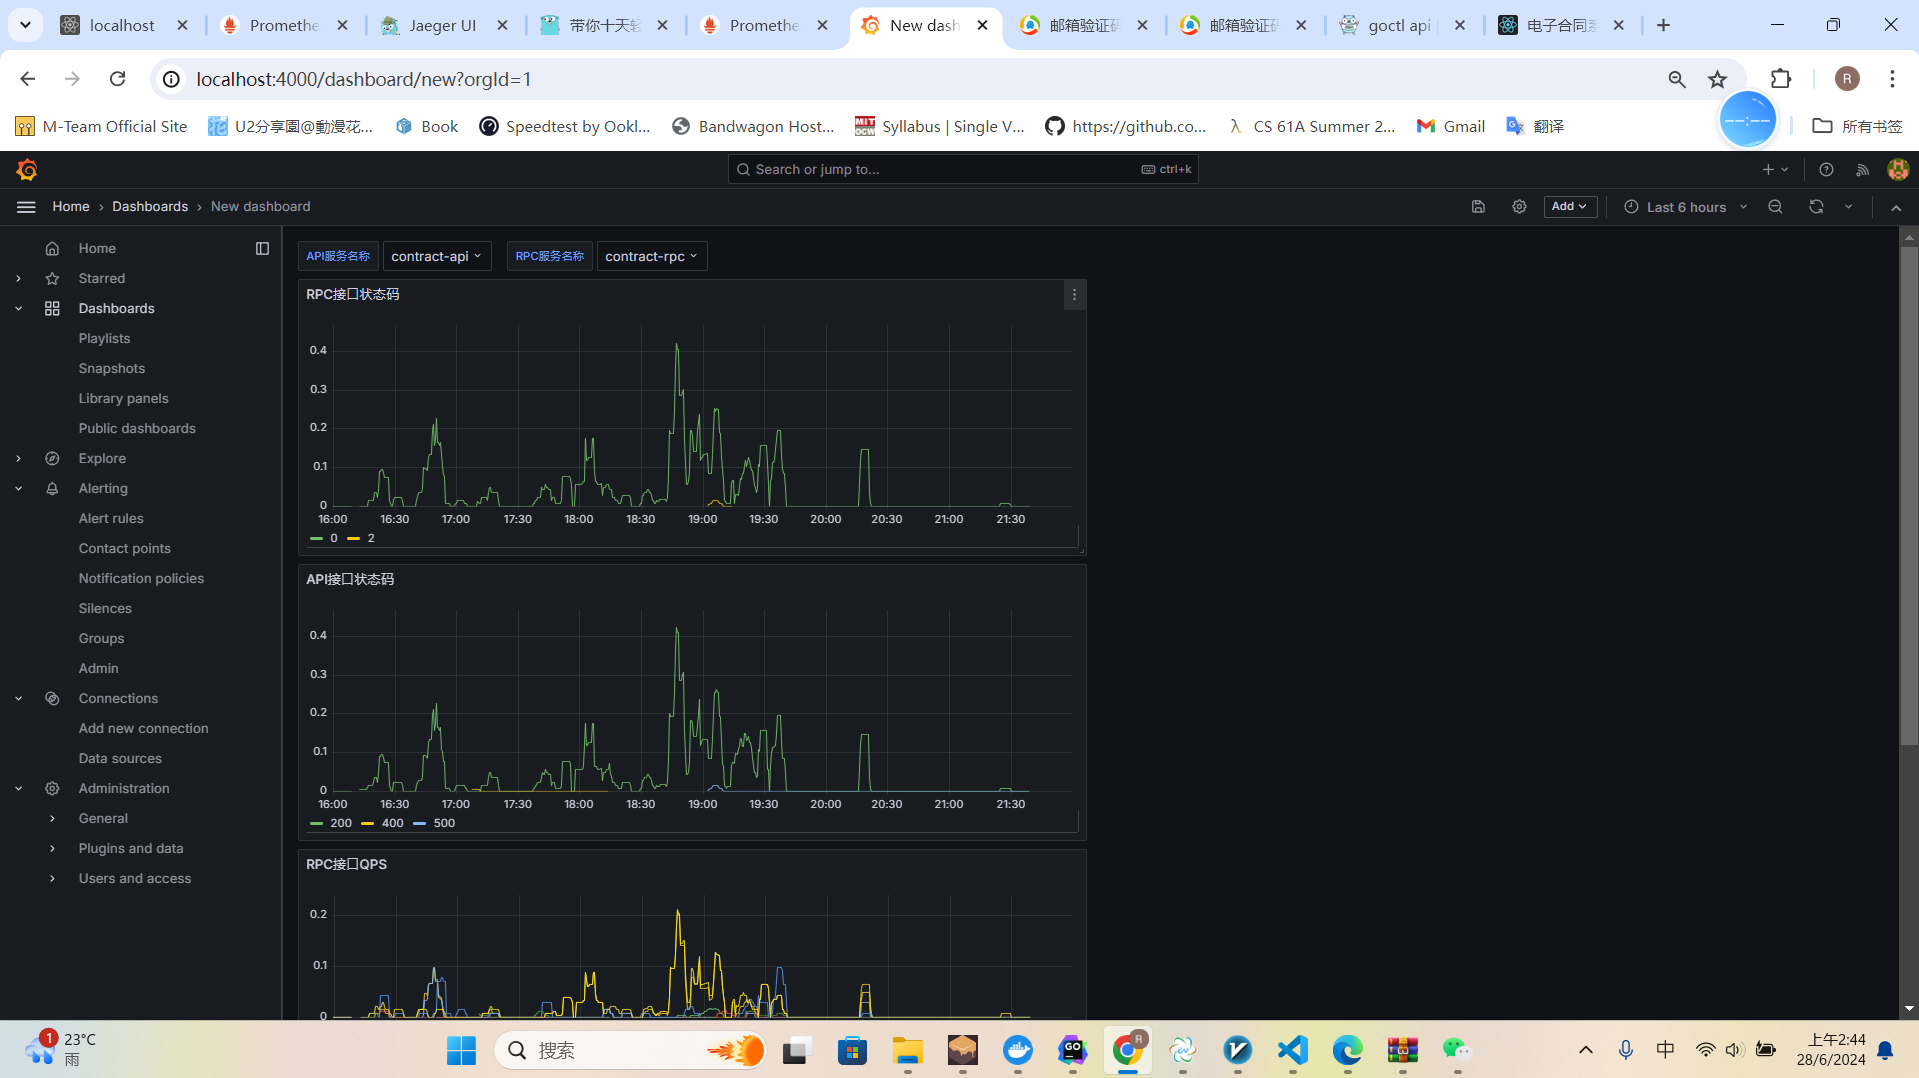 localhost
Promethe
Jaeger UI
带你十天轻
Promethe
New dash
邮箱验证码
邮箱验证码
goctl api
电子合同系
localhost:4000/dashboard/new?orgId=1
R
M-Team Official Site
U2分享園@動漫花...
Book
Speedtest by Ookl...
Bandwagon Host...
Syllabus | Single V...
https://github.co...
CS 61A Summer 2...
Gmail
翻译
--:--
所有书签
Search or jump to...
ctrl+k
Home
Dashboards
New dashboard
Add
Last 6 hours
Home
Starred
Dashboards
Playlists
Snapshots
Library panels
Public dashboards
Explore
Alerting
Alert rules
Contact points
Notification policies
Silences
Groups
Admin
Connections
Add new connection
Data sources
Administration
General
Plugins and data
Users and access
API服务名称 contract-api
RPC服务名称 contract-rpc
RPC接口状态码
0.4
0.3
0.2
0.1
0
16:00 16:30 17:00 17:30 18:00 18:30 19:00 19:30 20:00 20:30 21:00 21:30
0 2
API接口状态码
0.4
0.3
0.2
0.1
0
16:00 16:30 17:00 17:30 18:00 18:30 19:00 19:30 20:00 20:30 21:00 21:30
200 400 500
RPC接口QPS
0.2
0.1
0
1
23°C
雨
搜索
GO
R
中
上午2:44
28/6/2024